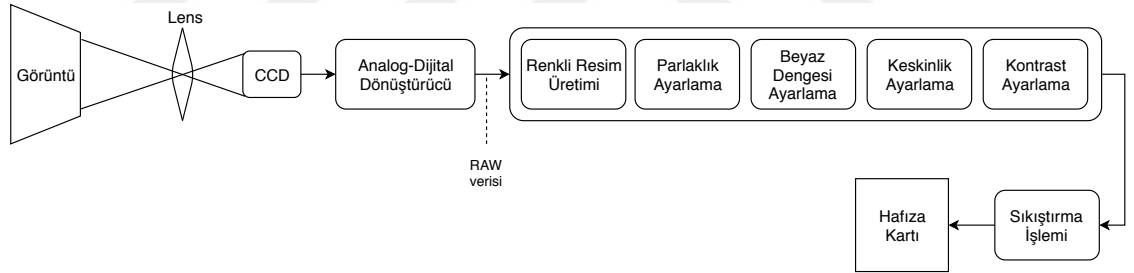 Görüntü
Lens
CCD
Analog-Dijital
Dönüştürücü
RAW
verisi
Renkli Resim
Üretimi
Parlaklık
Ayarlama
Beyaz
Dengesi
Ayarlama
Keskinlik
Ayarlama
Kontrast
Ayarlama
Sıkıştırma
İşlemi
Hafıza
Kartı